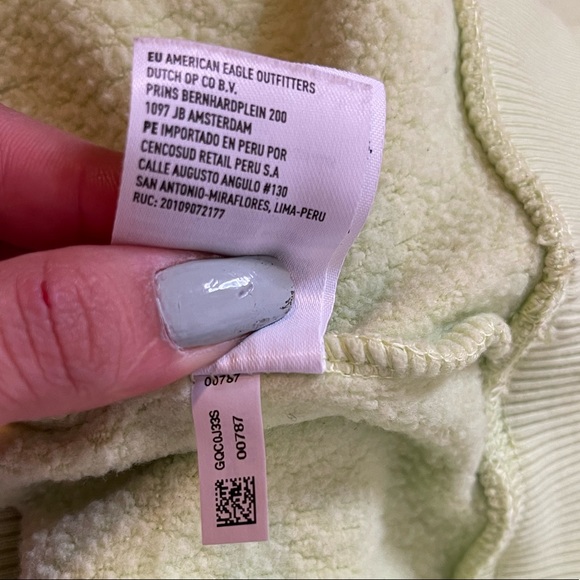 EU AMERICAN EAGLE OUTFITTERS
DUTCH OP CO B.V.
PRINS BERNHARDPLEIN 200
1097 JB AMSTERDAM
PE IMPORTADO EN PERU POR
CENCOSUD RETAIL PERU S.A
CALLE AUGUSTO ANGULO #130
SAN ANTONIO-MIRAFLORES, LIMA-PERU
RUC: 20109072177
00787
GQC0J33S
00787